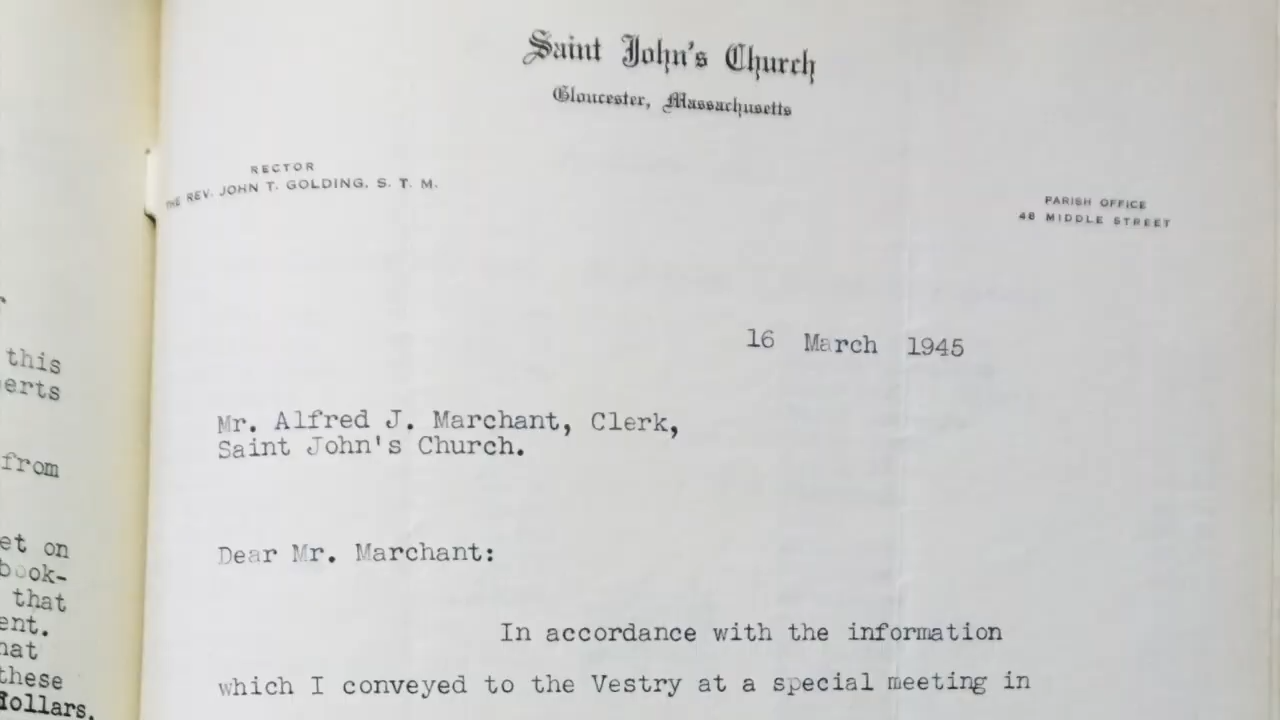 Saint John's Church
Gloucester, Massachusetts
RECTOR
THE REV. JOHN T. GOLDING, S. T. M.
PARISH OFFICE
48 MIDDLE STREET
16 March 1945
Mr. Alfred J. Marchant, Clerk,
Saint John's Church.
Dear Mr. Marchant:
In accordance with the information
which I conveyed to the Vestry at a special meeting in
this
erts
from
et on
book-
that
ent.
hat
these
dollars.